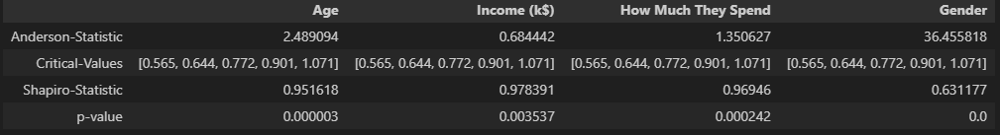 Age Income (k$) How Much They Spend Gender
Anderson-Statistic 2.489094 0.684442 1.350627 36.455818
Critical-Values [0.565, 0.644, 0.772, 0.901, 1.071] [0.565, 0.644, 0.772, 0.901, 1.071] [0.565, 0.644, 0.772, 0.901, 1.071] [0.565, 0.644, 0.772, 0.901, 1.071]
Shapiro-Statistic 0.951618 0.978391 0.96946 0.631177
p-value 0.000003 0.003537 0.000242 0.0